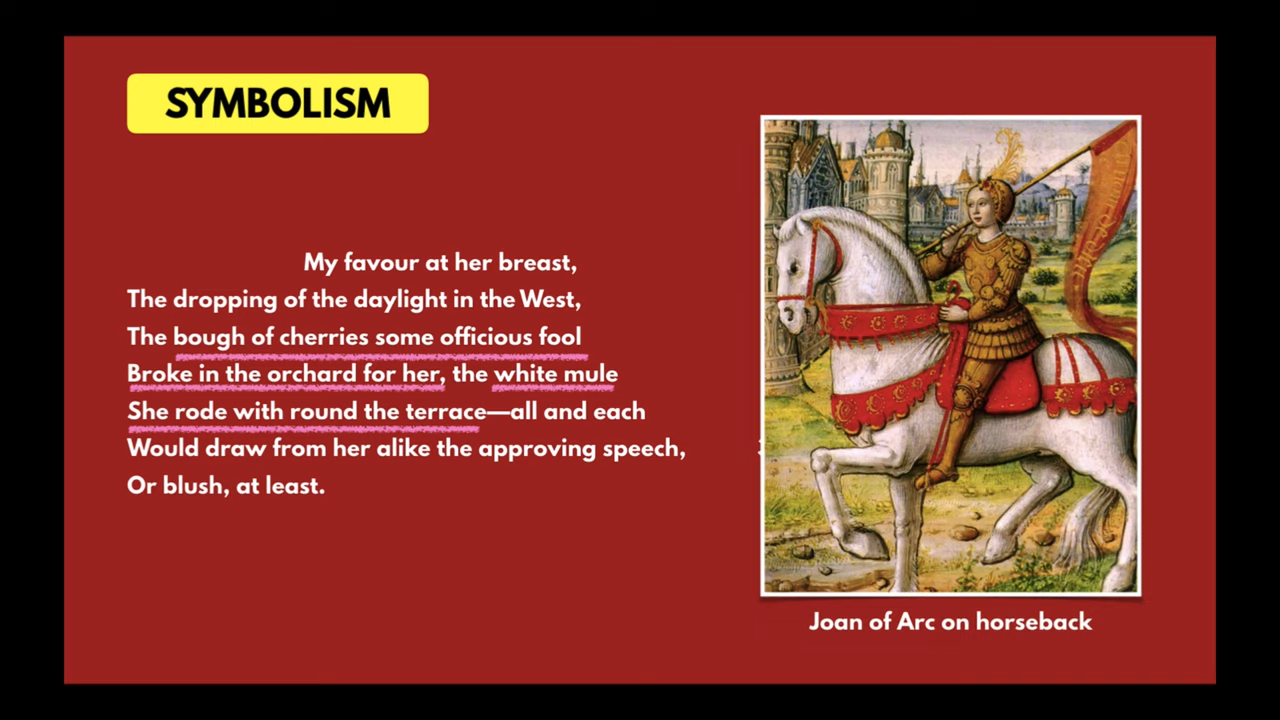 SYMBOLISM
My favour at her breast,
The dropping of the daylight in the West,
The bough of cherries some officious fool
Broke in the orchard for her, the white mule
She rode with round the terrace—all and each
Would draw from her alike the approving speech,
Or blush, at least.
Joan of Arc on horseback